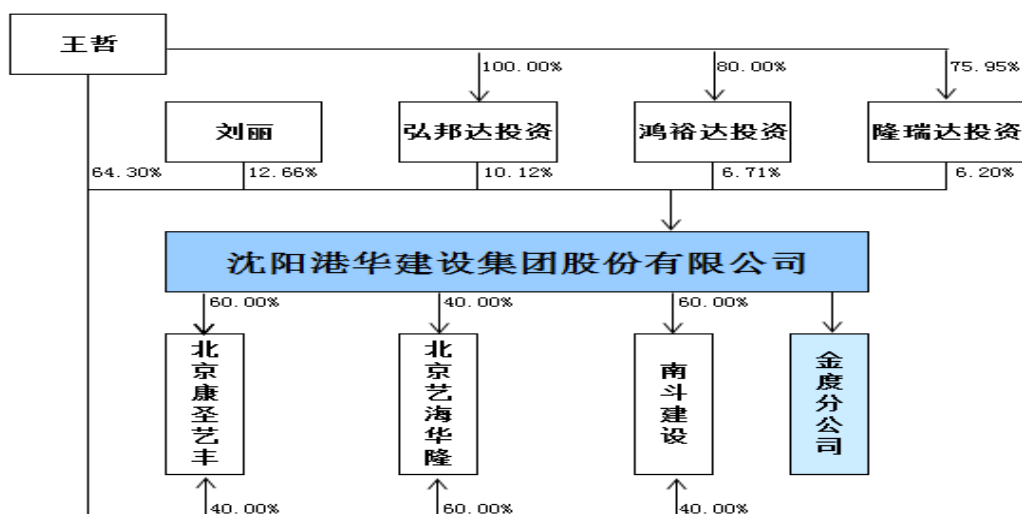 王哲
100.00%
80.00%
75.95%
刘丽
弘邦达投资
鸿裕达投资
隆瑞达投资
64.30%
12.66%
10.12%
6.71%
6.20%
沈阳港华建设集团股份有限公司
60.00%
40.00%
60.00%
北京康圣艺丰
北京艺海华隆
南斗建设
金度分公司
40.00%
60.00%
40.00%